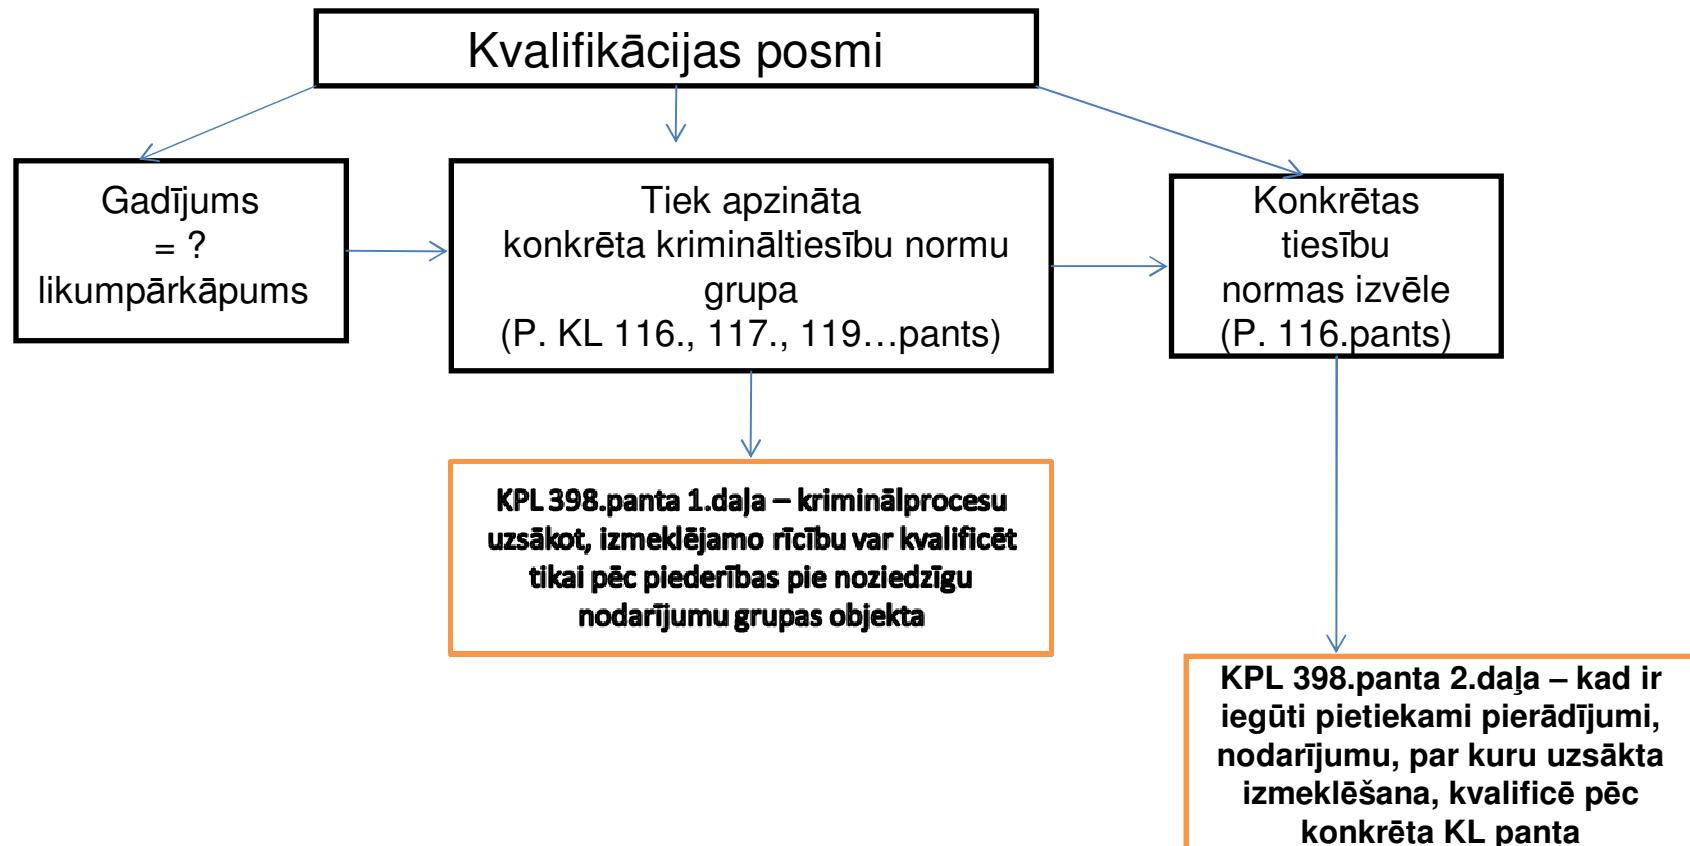 Kvalifikācijas posmi
Gadījums
= ?
likumpārkāpums
Tiek apzināta
konkrēta krimināltiesību normu
grupa
(P. KL 116., 117., 119…pants)
Konkrētas
tiesību
normas izvēle
(P. 116.pants)
KPL 398.panta 1.daļa – kriminālprocesu
uzsākot, izmeklējamo rīcību var kvalificēt
tikai pēc piederības pie noziedzīgu
nodarījumu grupas objekta
KPL 398.panta 2.daļa – kad ir
iegūti pietiekami pierādījumi,
nodarījumu, par kuru uzsākta
izmeklēšana, kvalificē pēc
konkrēta KL panta